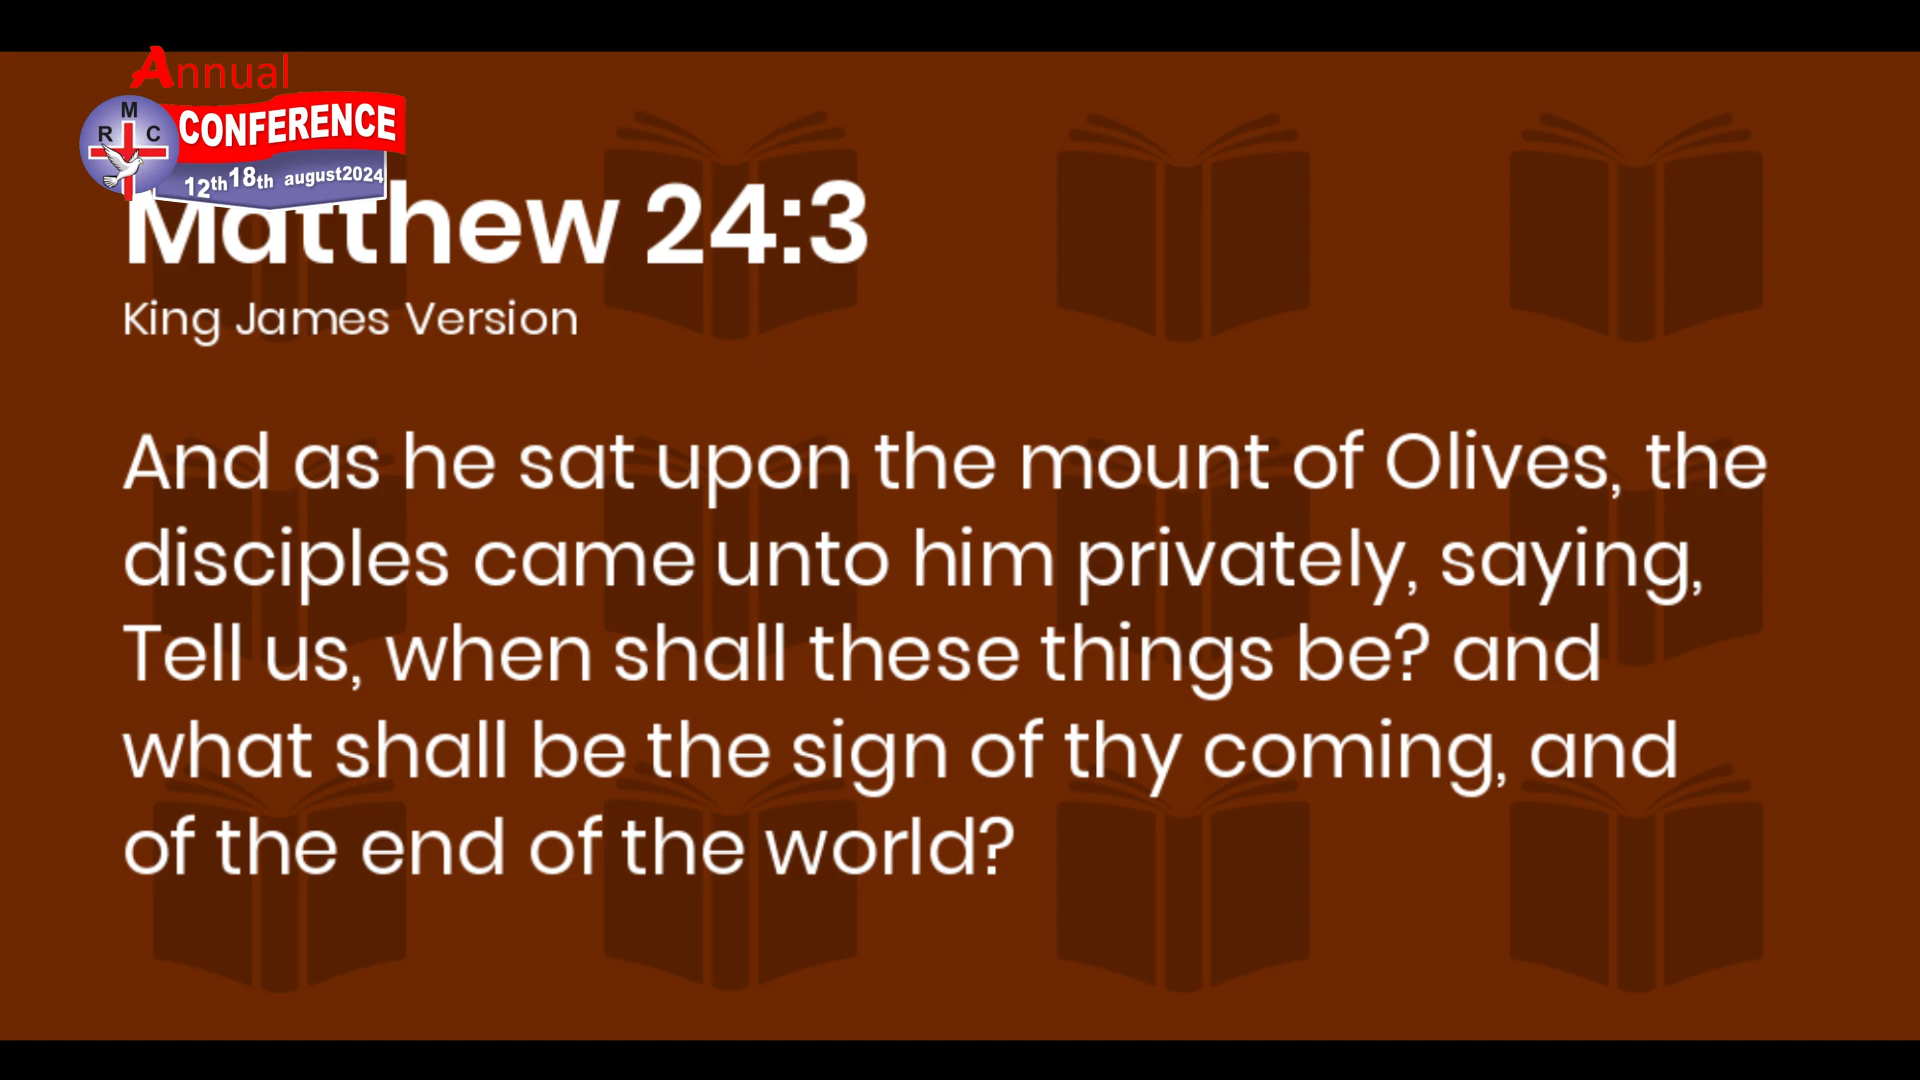 Annual
M
R C
CONFERENCE
12th18th august2024
Matthew 24:3
King James Version
And as he sat upon the mount of Olives, the
disciples came unto him privately, saying,
Tell us, when shall these things be? and
what shall be the sign of thy coming, and
of the end of the world?